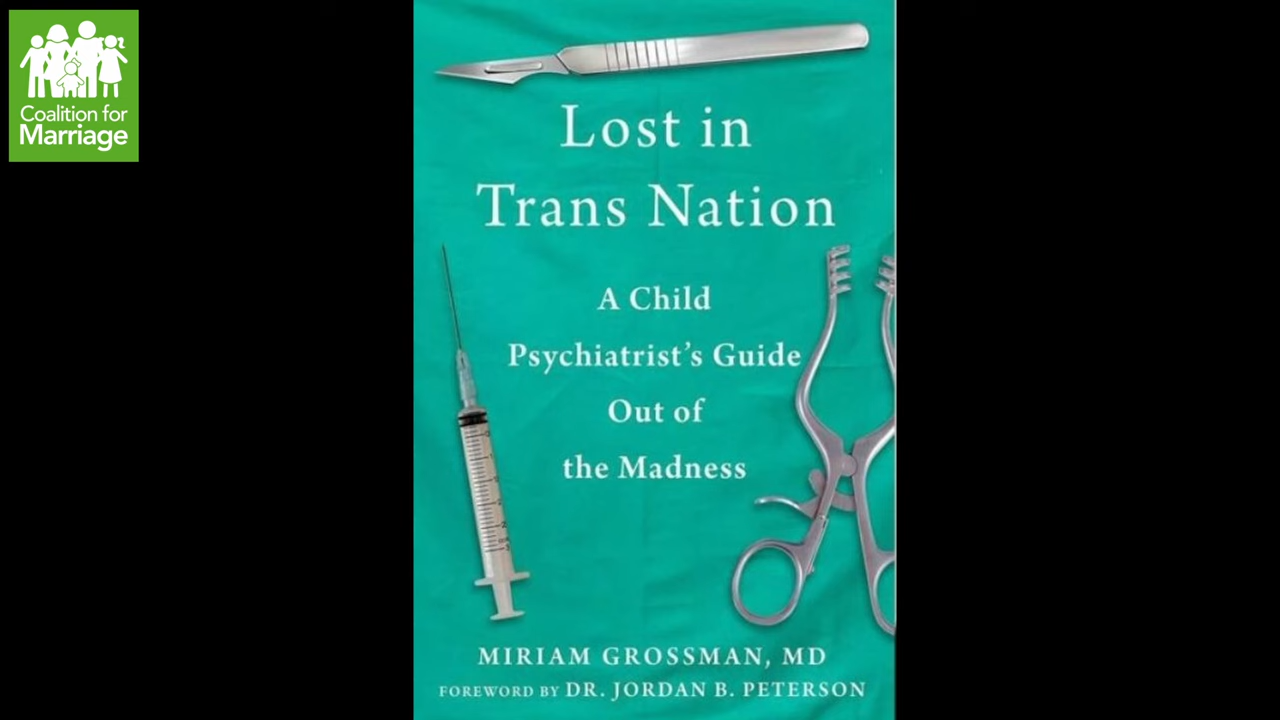 Coalition for
Marriage
Lost in
Trans Nation
A Child
Psychiatrist's Guide
Out of
the Madness
MIRIAM GROSSMAN, MD
FOREWORD BY DR. JORDAN B. PETERSON